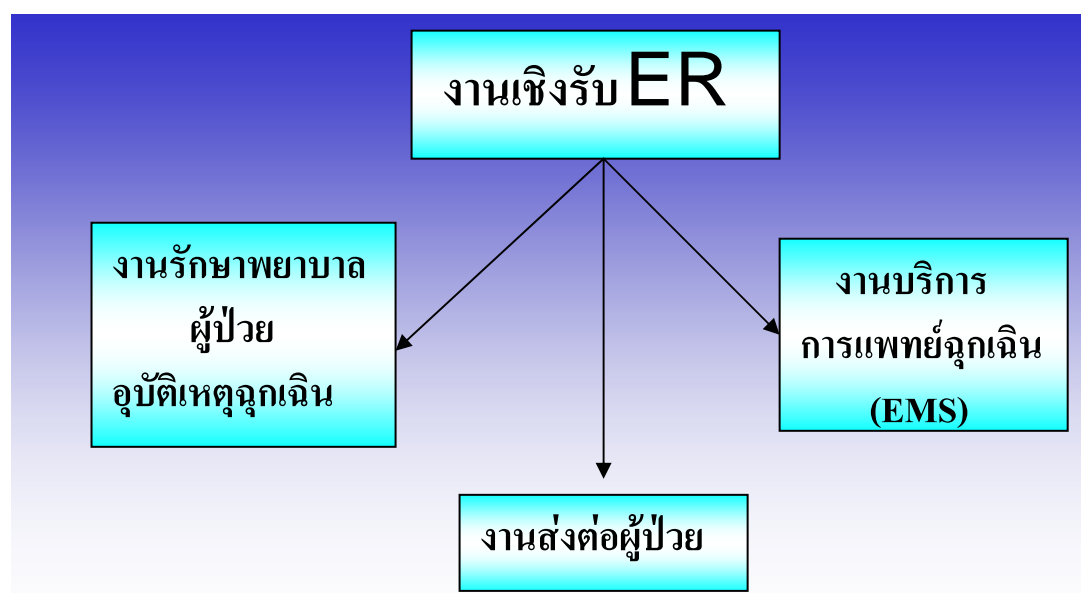 งานเชิงรับ ER
งานรักษาพยาบาล
ผู้ป่วย
อุบัติเหตุฉุกเฉิน
งานบริการ
การแพทย์ฉุกเฉิน
(EMS)
งานส่งต่อผู้ป่วย